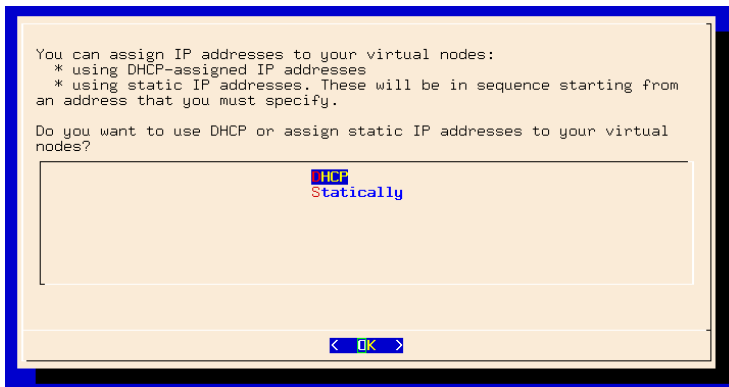 You can assign IP addresses to your virtual nodes:
* using DHCP-assigned IP addresses
* using static IP addresses. These will be in sequence starting from
an address that you must specify.
Do you want to use DHCP or assign static IP addresses to your virtual
nodes?
DHCP
Statically
< OK >